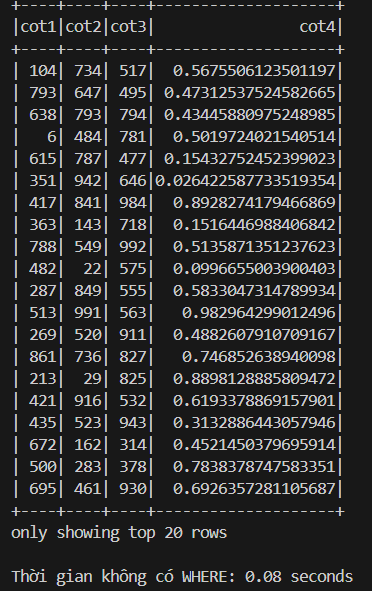 +----+----+----+--------------------+
|cot1|cot2|cot3|                cot4|
+----+----+----+--------------------+
| 104| 734| 517|  0.5675506123501197|
| 793| 647| 495| 0.47312537524582665|
| 638| 793| 794| 0.43445880975248985|
|   6| 484| 781|  0.5019724021540514|
| 615| 787| 477| 0.15432752452399023|
| 351| 942| 646|0.026422587733519354|
| 417| 841| 984|  0.8928274179466869|
| 363| 143| 718|  0.1516446988406842|
| 788| 549| 992|  0.5135871351237623|
| 482|  22| 575|  0.0996655003900403|
| 287| 849| 555|  0.5833047314789934|
| 513| 991| 563|   0.982964299012496|
| 269| 520| 911|  0.4882607910709167|
| 861| 736| 827|   0.746852638940098|
| 213|  29| 825|  0.8898128885809472|
| 421| 916| 532|  0.6193378869157901|
| 435| 523| 943|  0.3132886443057946|
| 672| 162| 314|  0.4521450379695914|
| 500| 283| 378|  0.7838378747583351|
| 695| 461| 930|  0.6926357281105687|
+----+----+----+--------------------+
only showing top 20 rows
Thời gian không có WHERE: 0.08 seconds